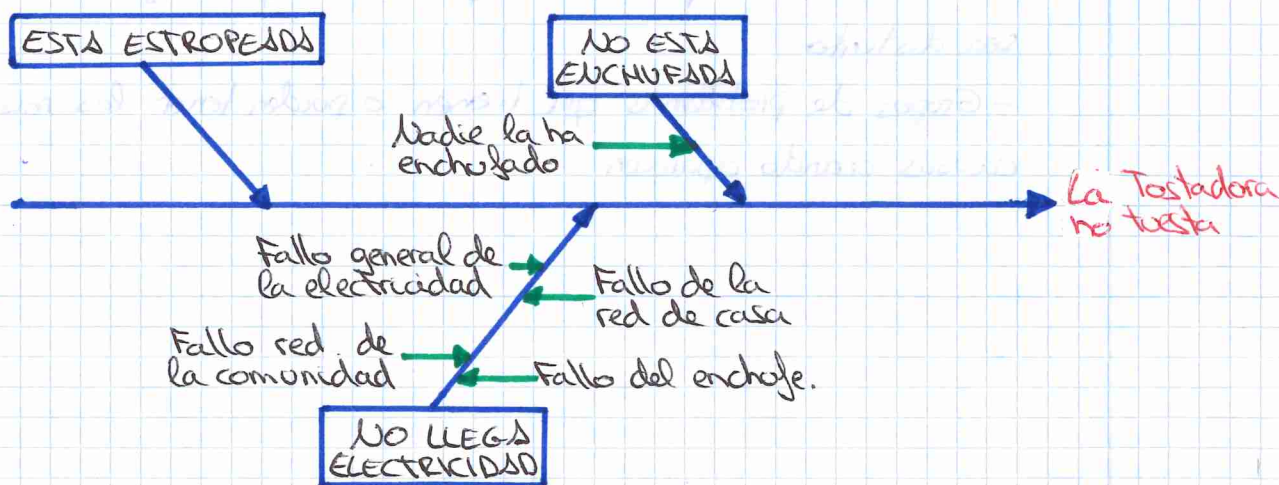 ESTA ESTROPEADA
NO ESTA
ENCHUFADA
Nadie la ha
enchufado
La Tostadora
no tuesta
Fallo general de
la electricidad
Fallo de la
red de casa
Fallo red. de
la comunidad
Fallo del enchufe.
NO LLEGA
ELECTRICIDAD